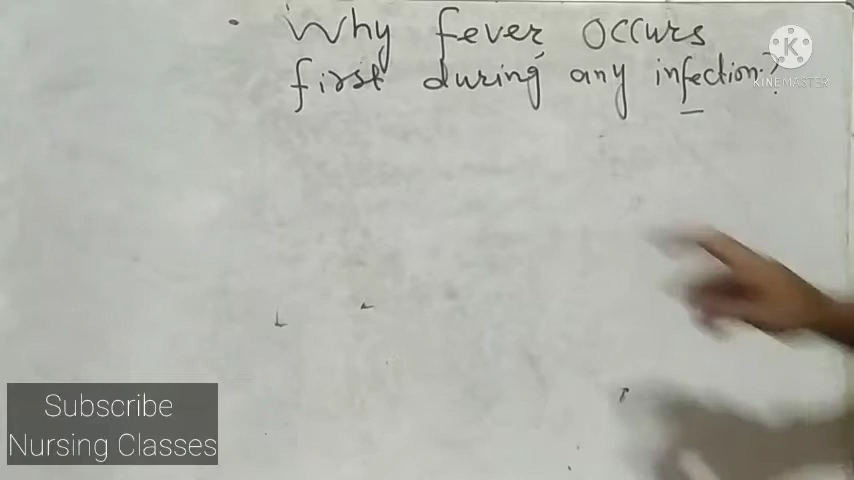 • Why fever occurs
first during any infection?
KINEMASTER
Subscribe
Nursing Classes